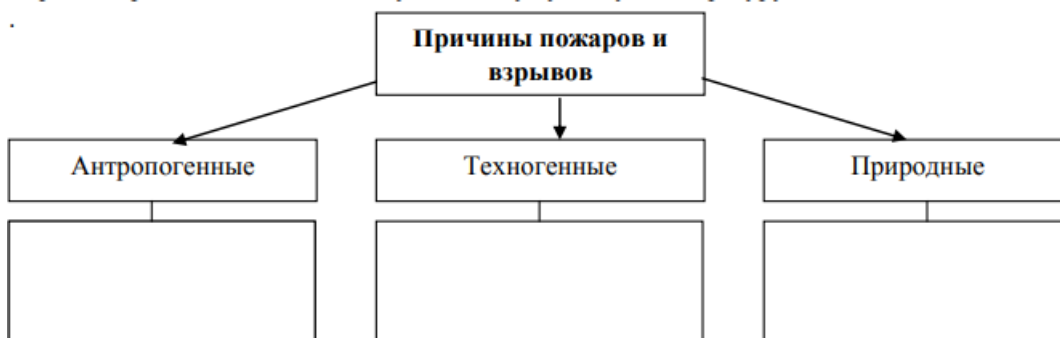 Причины пожаров и
взрывов
Антропогенные
Техногенные
Природные